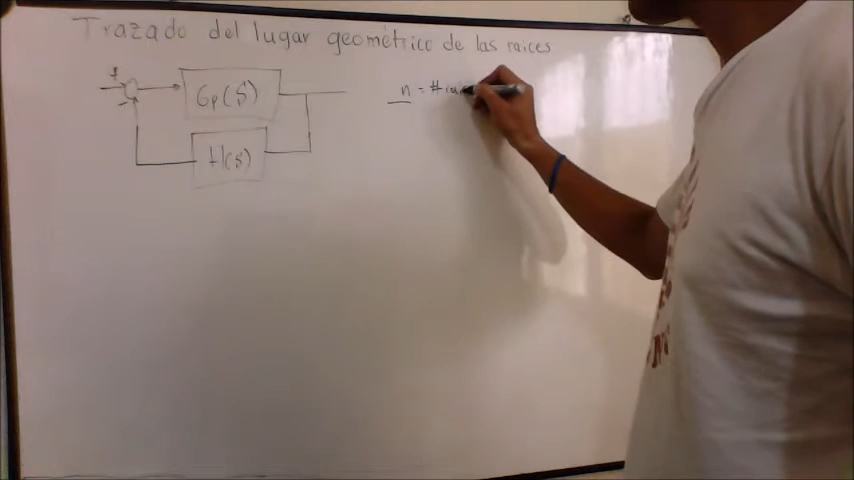 Trazado del lugar geométrico de las raices
+
Gp(S)
n = #
-
H(S)